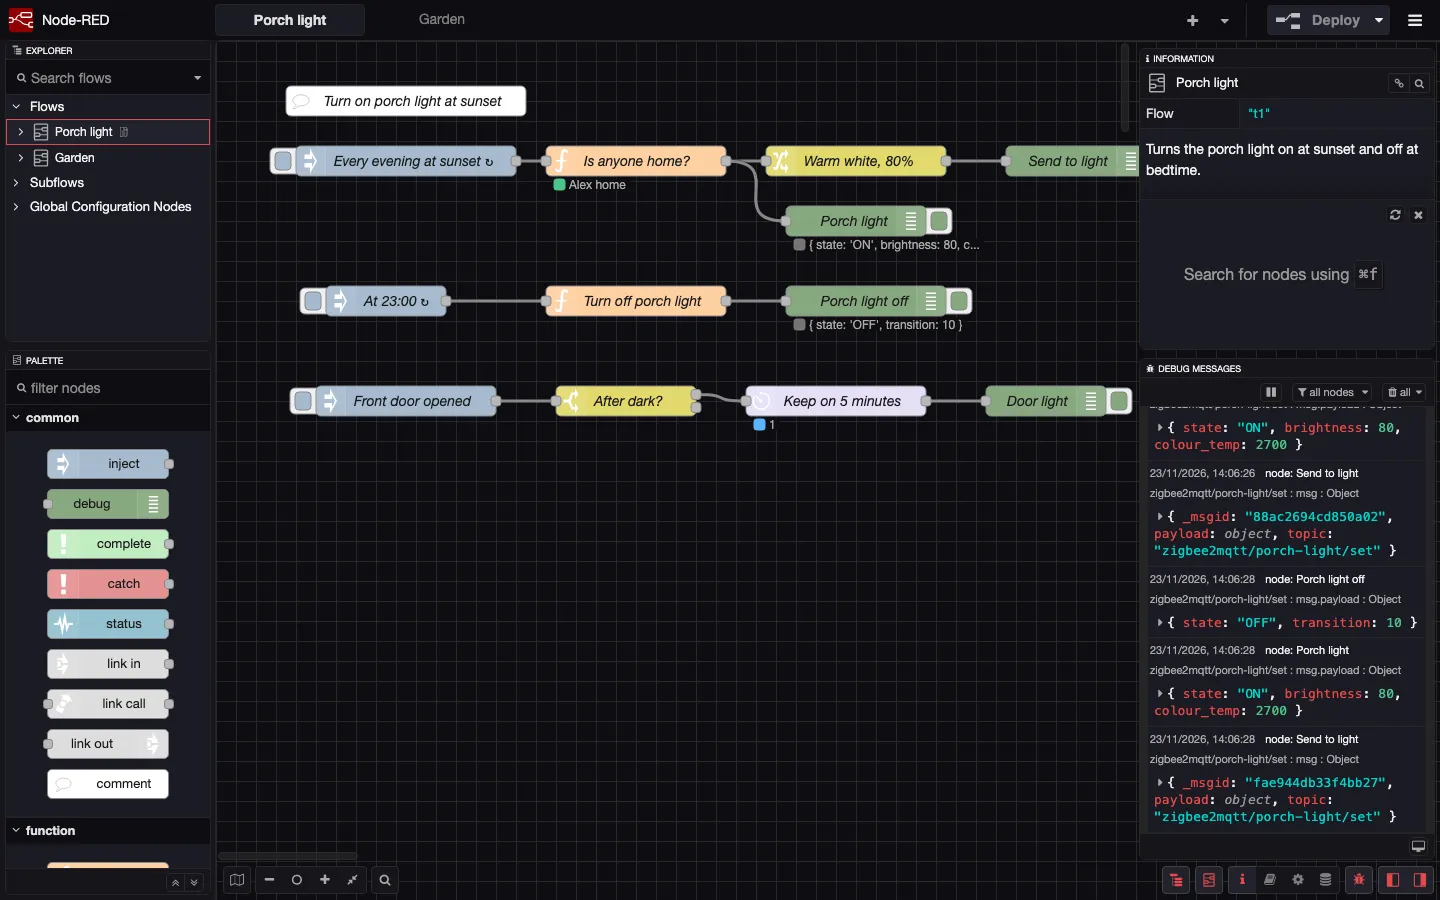 Node-RED
Porch light
Garden
Deploy
EXPLORER
Search flows
Flows
Porch light
Garden
Subflows
Global Configuration Nodes
PALETTE
filter nodes
common
inject
debug
complete
catch
status
link in
link call
link out
comment
function
Turn on porch light at sunset
Every evening at sunset ↻
Is anyone home?
Alex home
Warm white, 80%
Send to light
Porch light
{ state: 'ON', brightness: 80, c...
At 23:00 ↻
Turn off porch light
Porch light off
{ state: 'OFF', transition: 10 }
Front door opened
After dark?
Keep on 5 minutes
1
Door light
INFORMATION
Porch light
Flow
"t1"
Turns the porch light on at sunset and off at
bedtime.
Search for nodes using ⌘f
DEBUG MESSAGES
all nodes
all
zigbee2mqtt/porch-light/set : msg.payload : Object
{ state: "ON", brightness: 80,
colour_temp: 2700 }
23/11/2026, 14:06:26 node: Send to light
zigbee2mqtt/porch-light/set : msg : Object
{ _msgid: "88ac2694cd850a02",
payload: object, topic:
"zigbee2mqtt/porch-light/set" }
23/11/2026, 14:06:28 node: Porch light off
zigbee2mqtt/porch-light/set : msg.payload : Object
{ state: "OFF", transition: 10 }
23/11/2026, 14:06:28 node: Porch light
zigbee2mqtt/porch-light/set : msg.payload : Object
{ state: "ON", brightness: 80,
colour_temp: 2700 }
23/11/2026, 14:06:28 node: Send to light
zigbee2mqtt/porch-light/set : msg : Object
{ _msgid: "fae944db33f4bb27",
payload: object, topic:
"zigbee2mqtt/porch-light/set" }